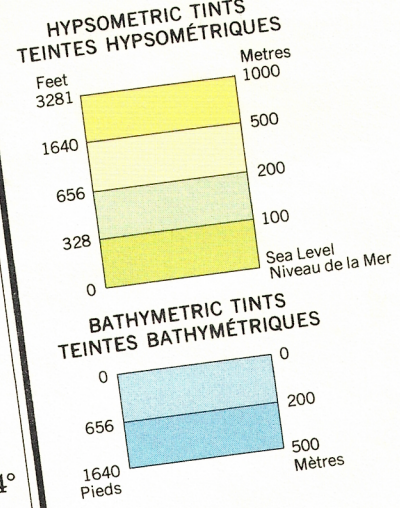 HYPSOMETRIC TINTS
TEINTES HYPSOMÉTRIQUES
Feet
Metres
3281
1000
1640
500
656
200
328
100
0
Sea Level
Niveau de la Mer
BATHYMETRIC TINTS
TEINTES BATHYMÉTRIQUES
0
0
656
200
1640
500
Pieds
Mètres
4°